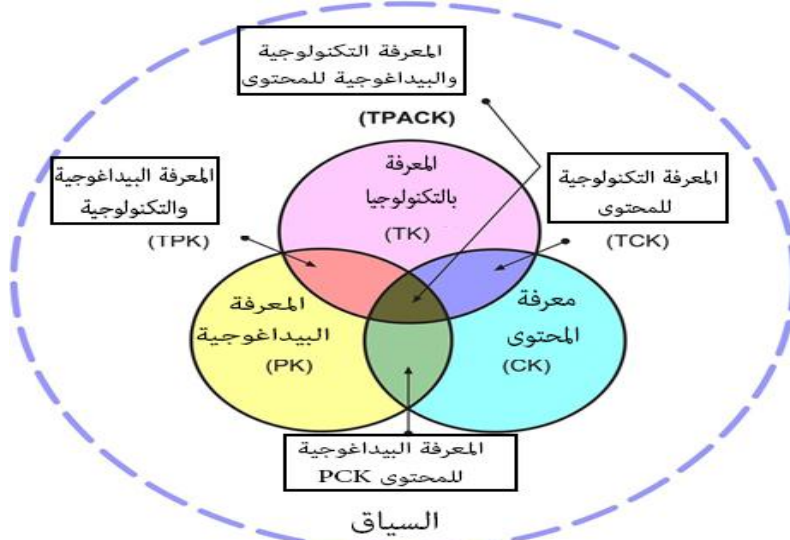 المعرفة التكنولوجية
والبيداغوجية للمحتوى
(TPACK)
المعرفة
بالتكنولوجيا
(TK)
المعرفة البيداغوجية
والتكنولوجية
(TPK)
المعرفة التكنولوجية
للمحتوى
(TCK)
معرفة
المحتوى
(CK)
المعرفة
البيداغوجية
(PK)
المعرفة البيداغوجية
للمحتوى PCK
السياق